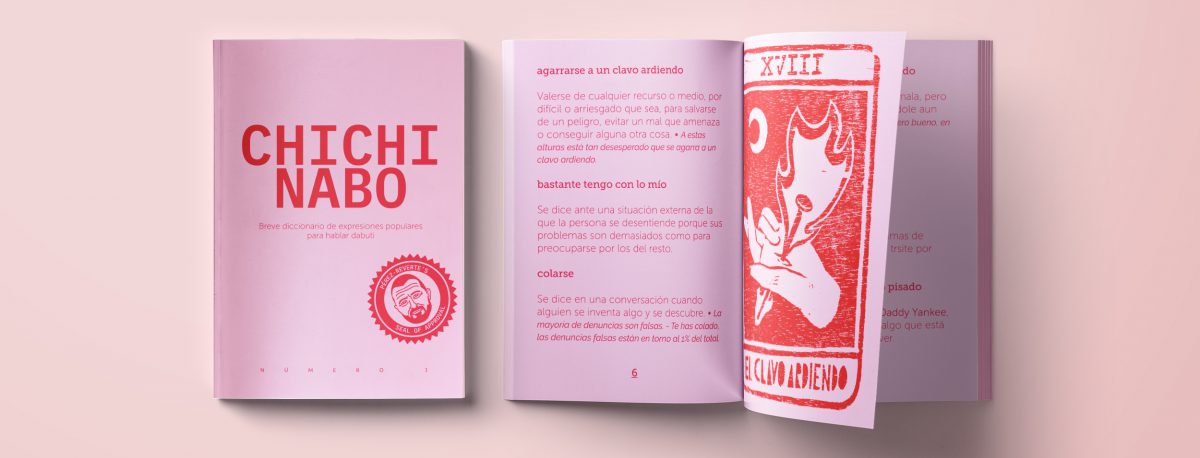 CHICHI
NABO
Breve diccionario de expresiones populares
para hablar dabuti
PÉREZ-REVERTE'S
SEAL OF APPROVAL
NÚMERO 1
agarrarse a un clavo ardiendo
Valerse de cualquier recurso o medio, por
difícil o arriesgado que sea, para salvarse
de un peligro, evitar un mal que amenaza
o conseguir alguna otra cosa. • A estas
alturas está tan desesperado que se agarra a un
clavo ardiendo.
bastante tengo con lo mío
Se dice ante una situación externa de la
que la persona se desentiende porque sus
problemas son demasiados como para
preocuparse por los del resto.
colarse
Se dice en una conversación cuando
alguien se inventa algo y se descubre. • La
mayoría de denuncias son falsas. - Te has colado,
las denuncias falsas están en torno al 1% del total.
6
XVIII
EL CLAVO ARDIENDO
do
mala, pero
dole aun
ero bueno, en
mas de
trsite por
pisado
Daddy Yankee,
algo que está
ver.